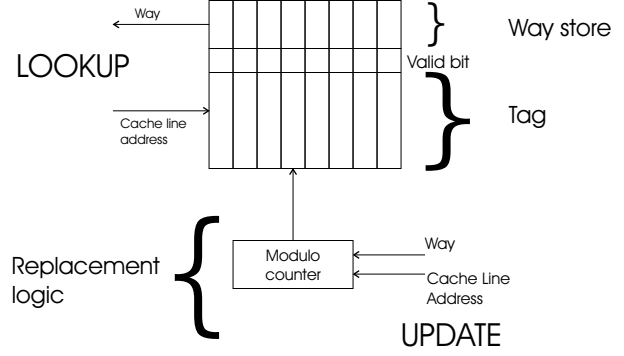 Way
Way store
LOOKUP
Valid bit
Cache line
address
Tag
Replacement
logic
Modulo
counter
Way
Cache Line
Address
UPDATE